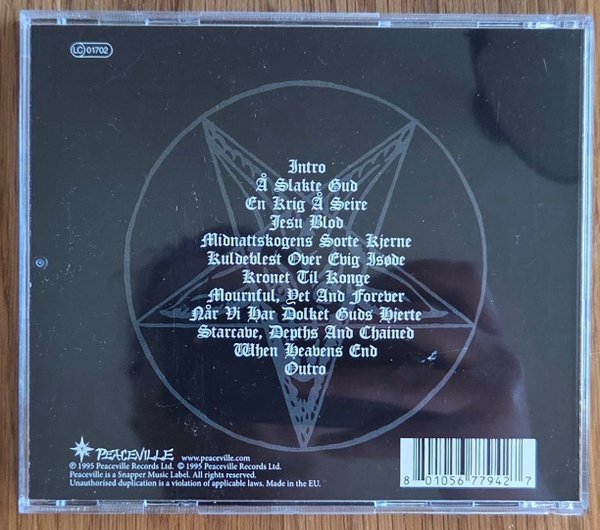 LC 01702
Intro
Å Slakte Gud
En Krig Å Seire
Jesu Blod
Midnattskogens Sorte Kjerne
Kuldeblest Over Evig Isøde
Kronet Til Konge
Mournful, Yet And Forever
Når Vi Har Dolket Guds Hjerte
Starcave, Depths And Chained
When Heavens End
Outro
PEACEVILLE www.peaceville.com
℗ 1995 Peaceville Records Ltd. © 1995 Peaceville Records Ltd.
Peaceville is a Snapper Music Label. All rights of
Unauthorised duplication is a violation of applicable laws. Made in the EU.
8 01056 77942 7